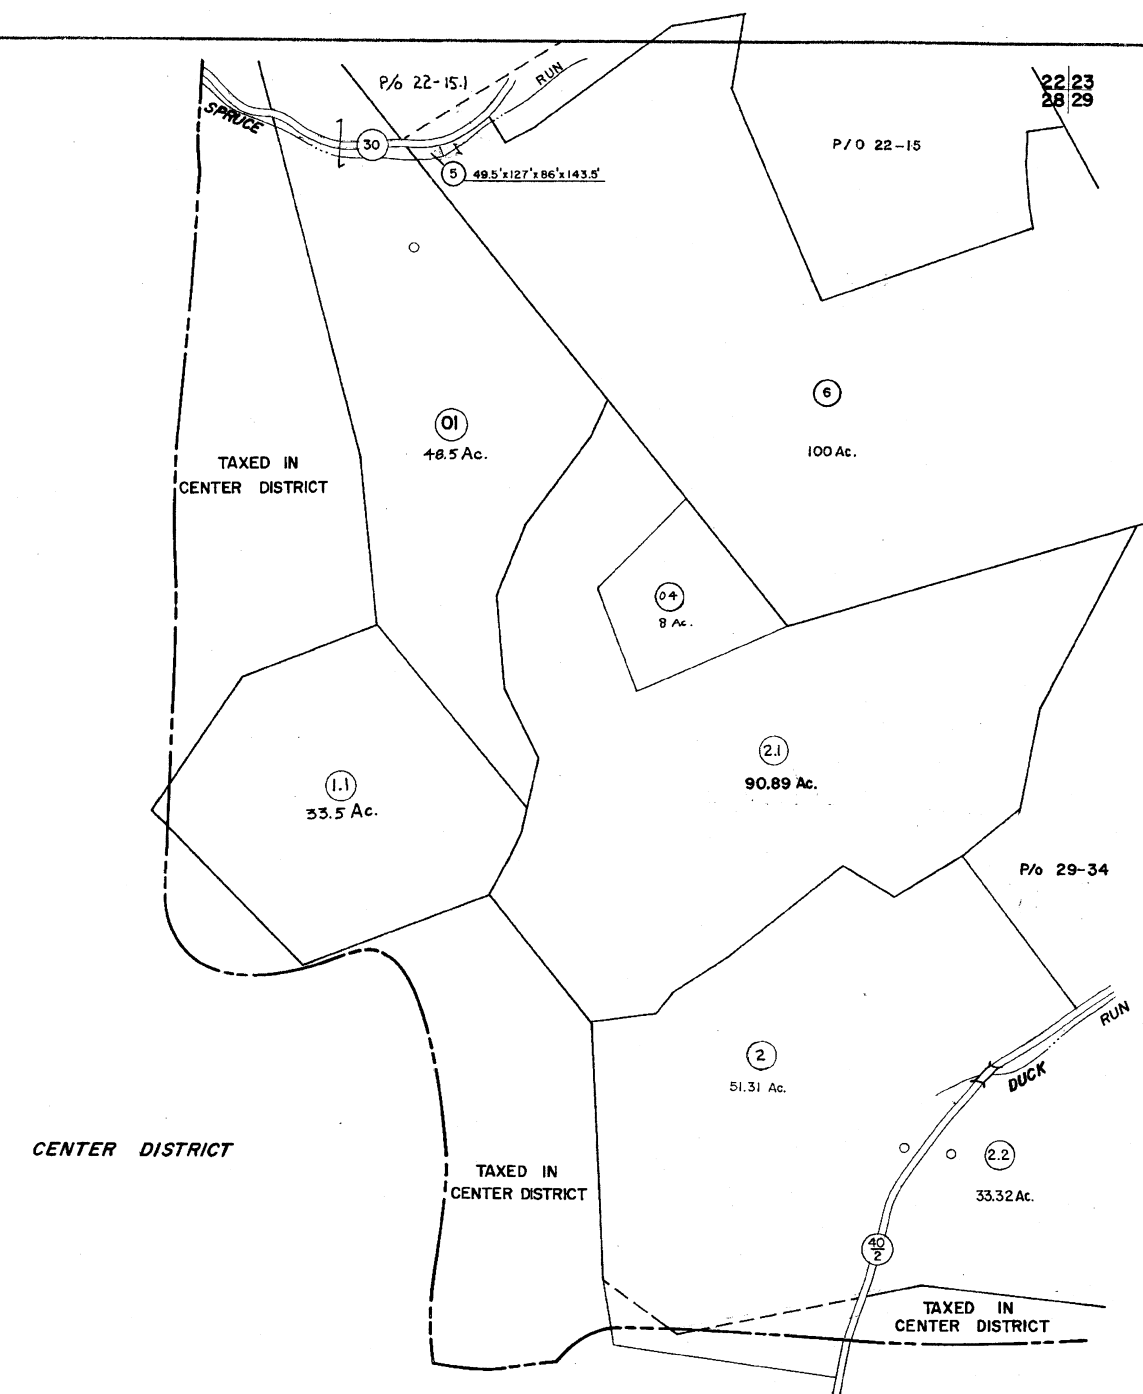 P/o 22-15.1
RUN
22 23
28 29
SPRUCE
30
P/O 22-15
5 49.5'x127'x86'x143.5'
6
100 Ac.
01
48.5 Ac.
TAXED IN
CENTER DISTRICT
04
8 Ac.
2.1
90.89 Ac.
1.1
33.5 Ac.
P/o 29-34
RUN
DUCK
2
51.31 Ac.
CENTER DISTRICT
2.2
33.32 Ac.
TAXED IN
CENTER DISTRICT
40
2
TAXED IN
CENTER DISTRICT